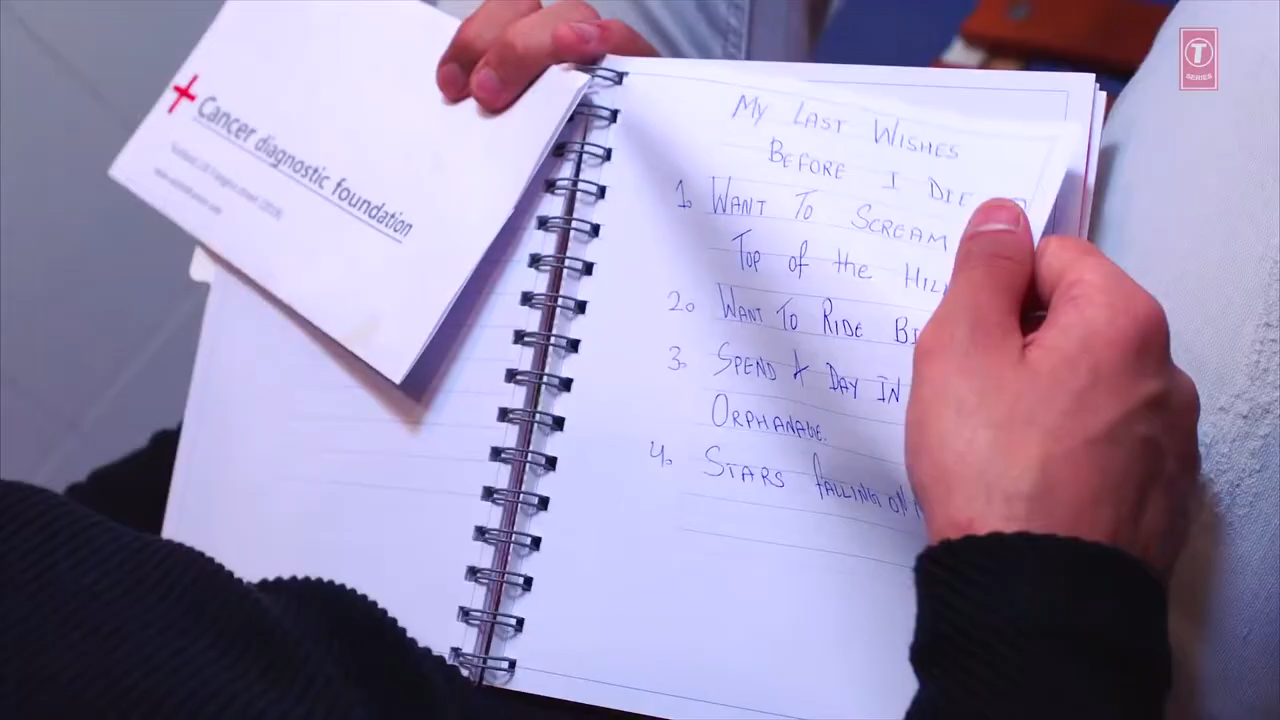 T
SERIES
Cancer diagnostic foundation
My LAST WISHES
BEFORE I DIE
1. WANT TO SCREAM
TOP of the HILL
2. WANT TO RIDE
3. SPEND A DAY IN
ORPHANAGE.
4. STARS fALLING ON